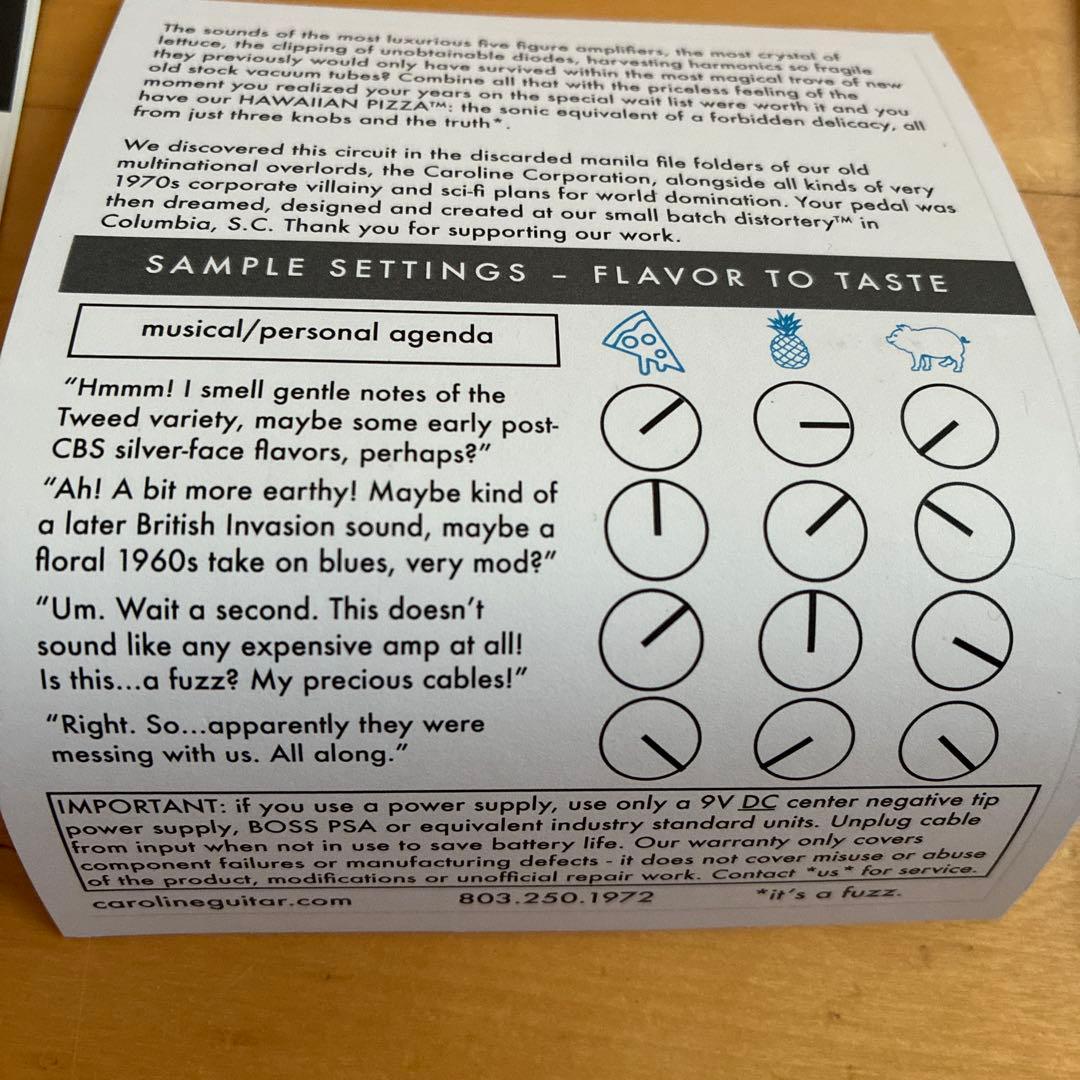 The sounds of the most luxurious five figure amplifiers, the most crystal of
lettuce, the clipping of unobtainable diodes, harvesting harmonics so fragile
they previously would only have survived within the most magical trove of new
old stock vacuum tubes? Combine all that with the priceless feeling of the
moment you realized your years on the special wait list were worth it and you
have our HAWAIIAN PIZZA™: the sonic equivalent of a forbidden delicacy, all
from just three knobs and the truth*.
We discovered this circuit in the discarded manila file folders of our old
multinational overlords, the Caroline Corporation, alongside all kinds of very
1970s corporate villainy and sci-fi plans for world domination. Your pedal was
then dreamed, designed and created at our small batch distortery™ in
Columbia, S.C. Thank you for supporting our work.
SAMPLE SETTINGS – FLAVOR TO TASTE
musical/personal agenda
"Hmmm! I smell gentle notes of the
Tweed variety, maybe some early post-
CBS silver-face flavors, perhaps?"
"Ah! A bit more earthy! Maybe kind of
a later British Invasion sound, maybe a
floral 1960s take on blues, very mod?"
"Um. Wait a second. This doesn't
sound like any expensive amp at all!
Is this...a fuzz? My precious cables!"
"Right. So...apparently they were
messing with us. All along."
IMPORTANT: if you use a power supply, use only a 9V DC center negative tip
power supply, BOSS PSA or equivalent industry standard units. Unplug cable
from input when not in use to save battery life. Our warranty only covers
component failures or manufacturing defects - it does not cover misuse or abuse
of the product, modifications or unofficial repair work. Contact *us* for service.
carolineguitar.com 803.250.1972 *it's a fuzz.